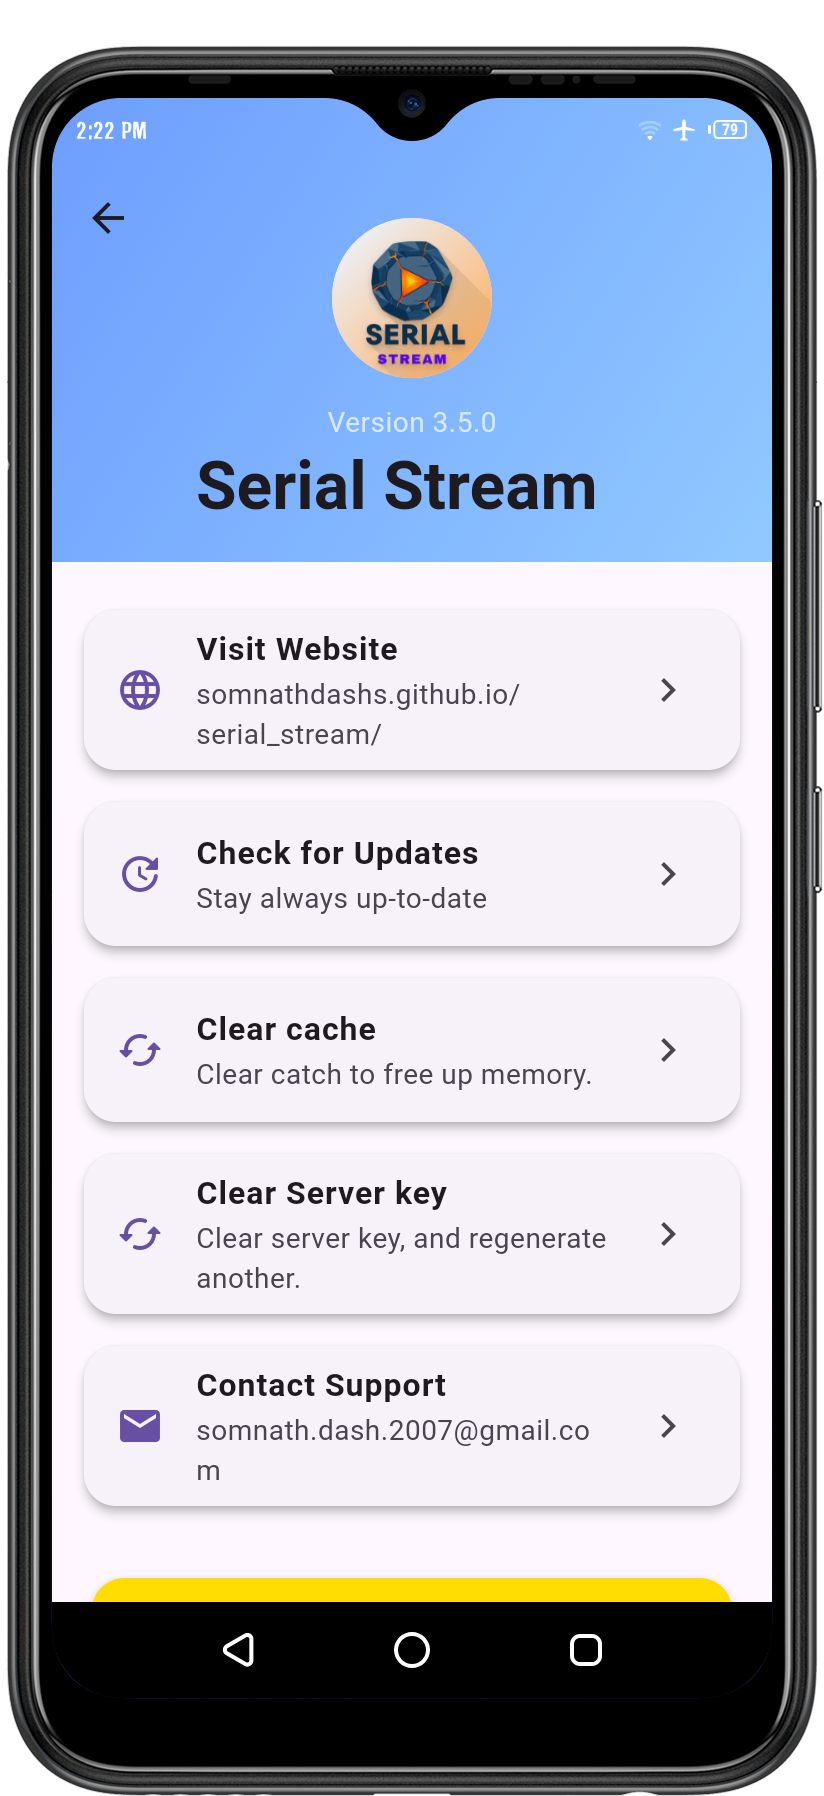 2:22 PM
79
SERIAL
STREAM
Version 3.5.0
Serial Stream
Visit Website
somnathdashs.github.io/
serial_stream/
Check for Updates
Stay always up-to-date
Clear cache
Clear catch to free up memory.
Clear Server key
Clear server key, and regenerate
another.
Contact Support
somnath.dash.2007@gmail.co
m